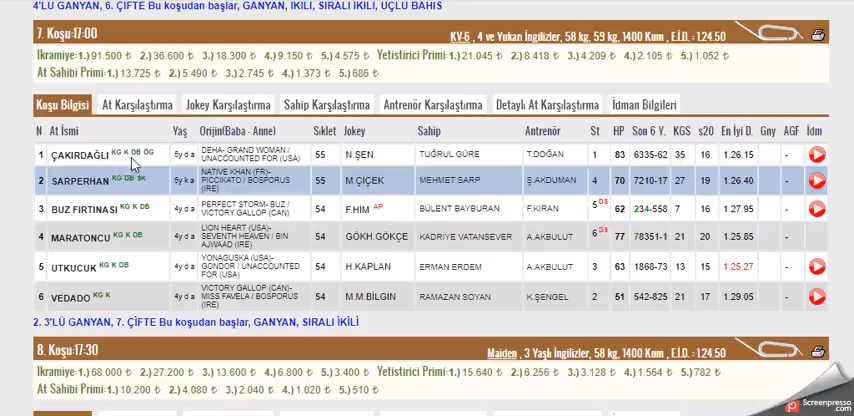 4'LÜ GANYAN, 6. ÇİFTE Bu koşudan başlar, GANYAN, İKİLİ, SIRALI İKİLİ, ÜÇLÜ BAHİS
7. Koşu:17:00 KV-6 , 4 ve Yukarı İngilizler, 58 kg, 59 kg, 1400 Kum , E.İ.D. : 1.24.50
Ikramiye: 1.) 91.500 ₺ 2.) 36.600 ₺ 3.) 18.300 ₺ 4.) 9.150 ₺ 5.) 4.575 ₺ Yetistirici Primi: 1.) 21.045 ₺ 2.) 8.418 ₺ 3.) 4.209 ₺ 4.) 2.105 ₺ 5.) 1.052 ₺
At Sahibi Primi: 1.) 13.725 ₺ 2.) 5.490 ₺ 3.) 2.745 ₺ 4.) 1.373 ₺ 5.) 686 ₺
Koşu Bilgisi At Karşılaştırma Jokey Karşılaştırma Sahip Karşılaştırma Antrenör Karşılaştırma Detaylı At Karşılaştırma İdman Bilgileri
N At İsmi Yaş Orijin(Baba - Anne) Sıklet Jokey Sahip Antrenör St HP Son 6 Y. KGS s20 En İyi D. Gny AGF İdm
1 ÇAKIRDAĞLI KG K DB ÖG 5y d a DEHA- GRAND WOMAN / UNACCOUNTED FOR (USA) 55 N.ŞEN TUĞRUL GÜRE T.DOĞAN 1 83 6335-62 35 16 1.26.15 -
2 SARPERHAN KG DB SK 5y k a NATIVE KHAN (FR)- PICCIKATO / BOSPORUS (IRE) 55 M.ÇİÇEK MEHMET SARP Ş.AKDUMAN 4 70 7210-17 27 19 1.26.40 -
3 BUZ FIRTINASI KG K DB 4y d a PERFECT STORM- BUZ / VICTORY GALLOP (CAN) 54 F.HİM AP BÜLENT BAYBURAN F.KIRAN 5 DS 62 234-558 7 16 1.27.95 -
4 MARATONCU KG K DB 4y d a LION HEART (USA)- SEVENTH HEAVEN / BIN AJWAAD (IRE) 54 GÖKH.GÖKÇE KADRİYE VATANSEVER A.AKBULUT 6 DS 77 78351-1 21 20 1.25.85 -
5 UTKUCUK KG K DB 4y d a YONAGUSKA (USA)- GONDOR / UNACCOUNTED FOR (USA) 54 H.KAPLAN ERMAN ERDEM A.AKBULUT 3 63 1868-73 13 15 1.25.27 -
6 VEDADO KG K 4y d a VICTORY GALLOP (CAN)- MISS FAVELA / BOSPORUS (IRE) 54 M.M.BİLGİN RAMAZAN SOYAN K.ŞENGEL 2 51 542-825 21 17 1.29.05 -
2. 3'LÜ GANYAN, 7. ÇİFTE Bu koşudan başlar, GANYAN, SIRALI İKİLİ
8. Koşu:17:30 Maiden , 3 Yaşlı İngilizler, 58 kg, 1400 Kum , E.İ.D. : 1.24.50
Ikramiye: 1.) 68.000 ₺ 2.) 27.200 ₺ 3.) 13.600 ₺ 4.) 6.800 ₺ 5.) 3.400 ₺ Yetistirici Primi: 1.) 15.640 ₺ 2.) 6.256 ₺ 3.) 3.128 ₺ 4.) 1.564 ₺ 5.) 782 ₺
At Sahibi Primi: 1.) 10.200 ₺ 2.) 4.080 ₺ 3.) 2.040 ₺ 4.) 1.020 ₺ 5.) 510 ₺
Screenpresso
.com